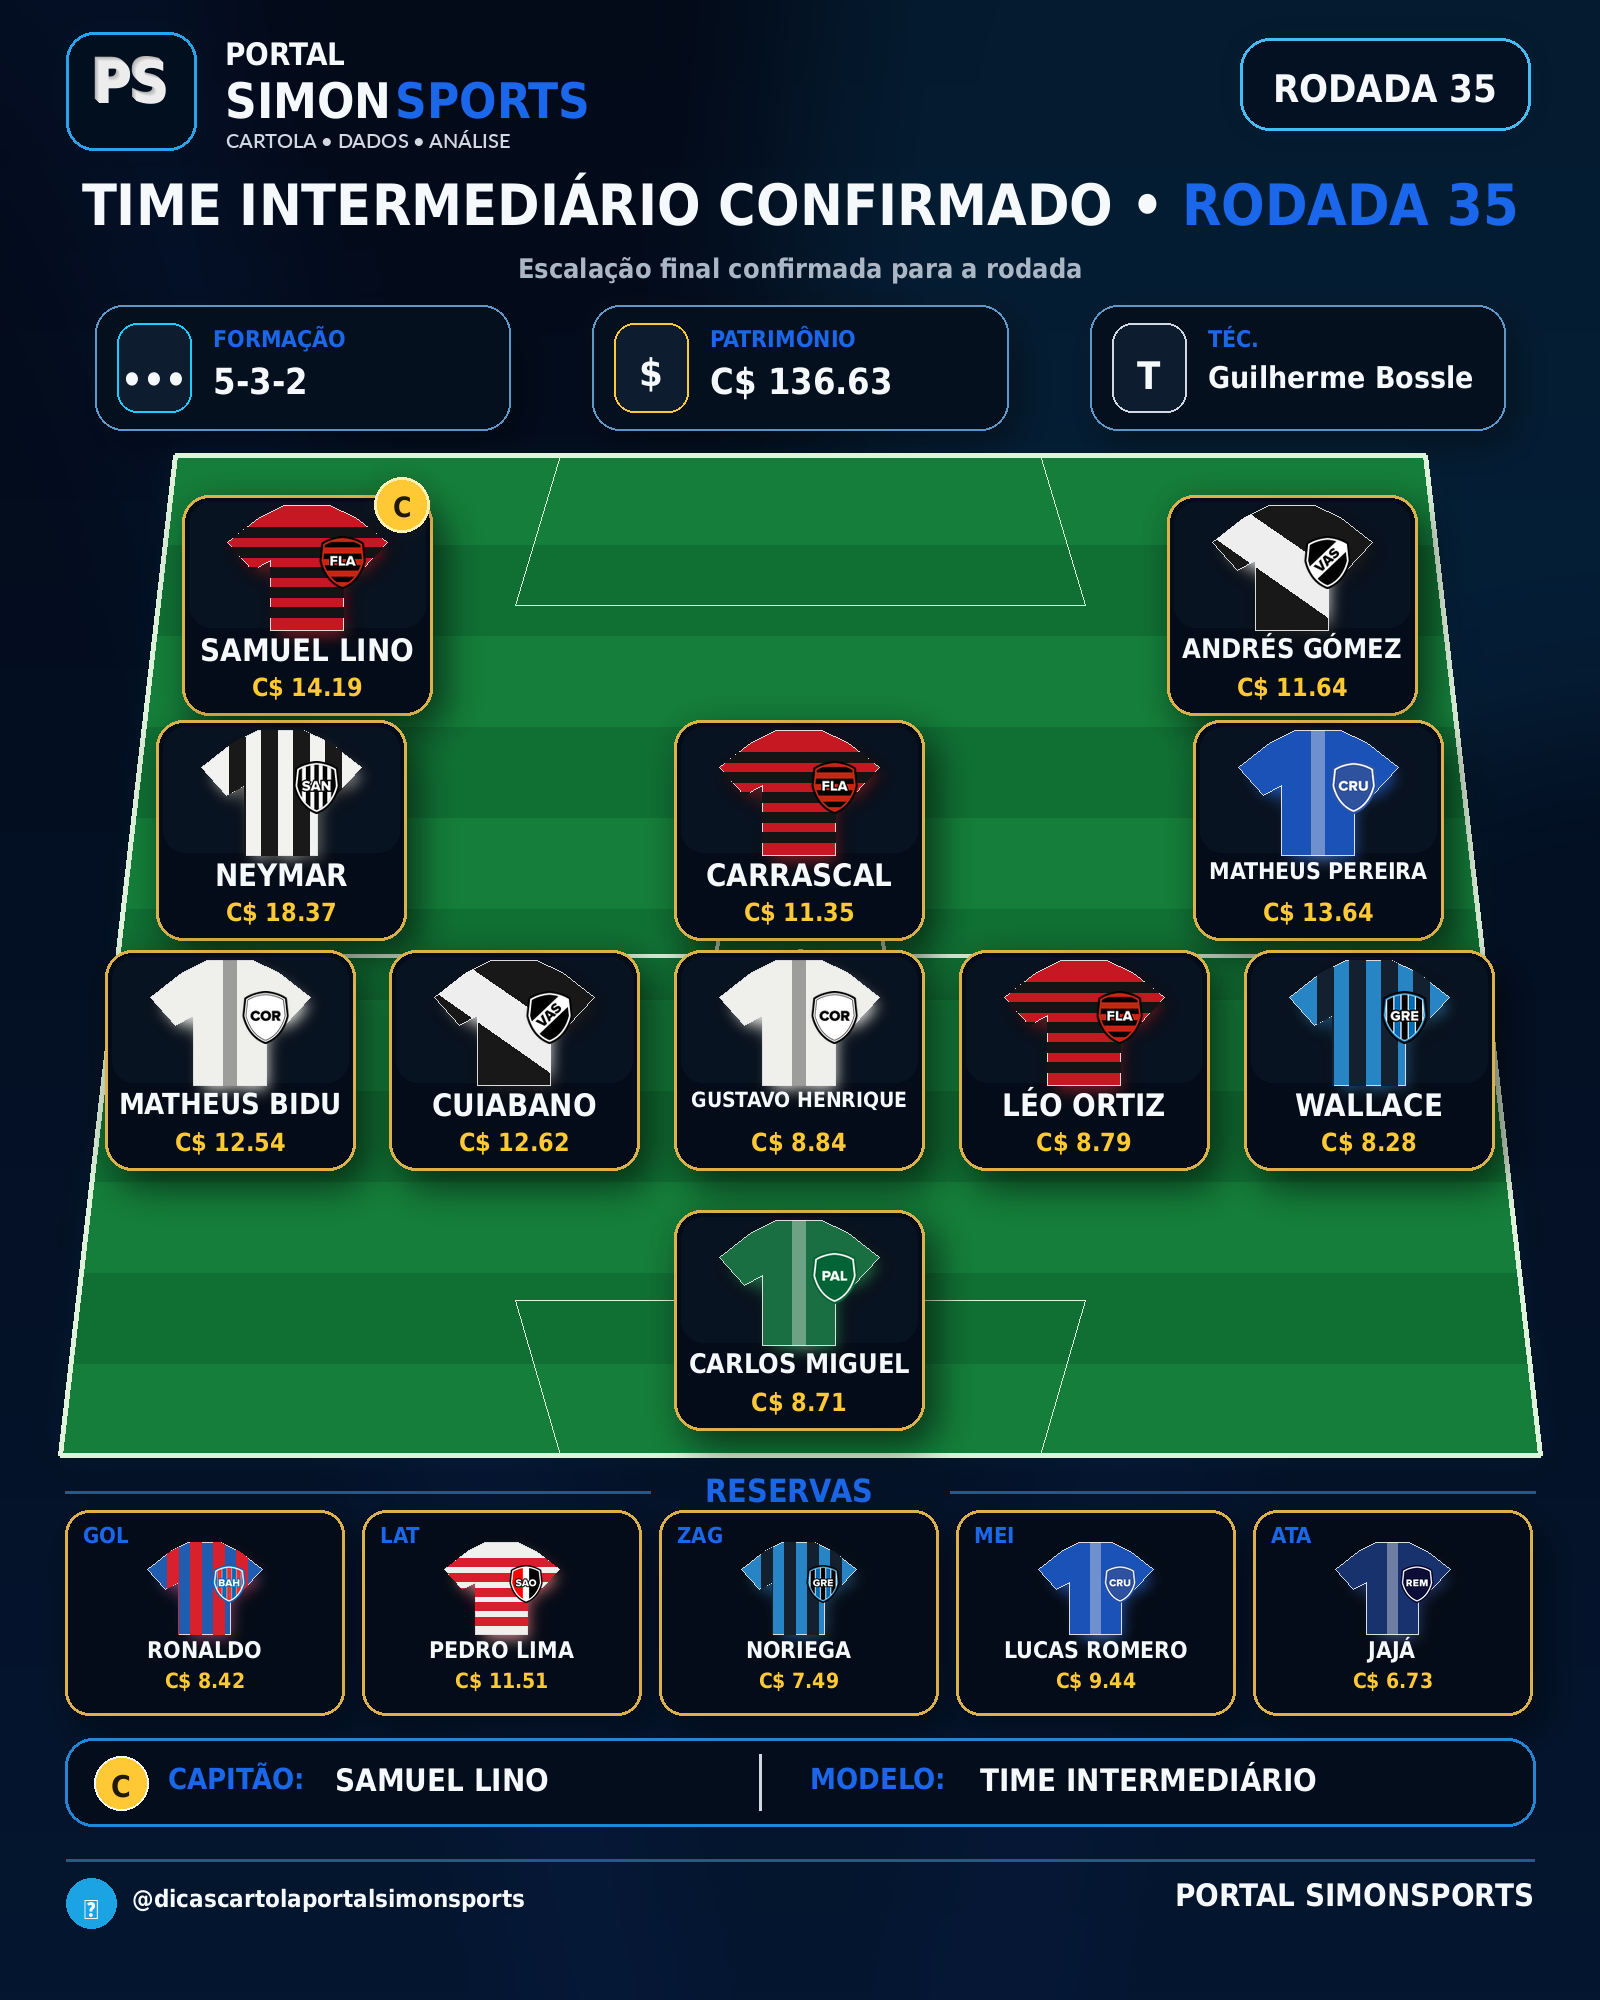 PS
PORTAL
SIMONSPORTS
CARTOLA • DADOS • ANÁLISE
RODADA 35
TIME INTERMEDIÁRIO CONFIRMADO • RODADA 35
Escalação final confirmada para a rodada
FORMAÇÃO
5-3-2
$
PATRIMÔNIO
C$ 136.63
T
TÉC.
Guilherme Bossle
C
FLA
SAMUEL LINO
C$ 14.19
VAS
ANDRÉS GÓMEZ
C$ 11.64
SAN
NEYMAR
C$ 18.37
FLA
CARRASCAL
C$ 11.35
CRU
MATHEUS PEREIRA
C$ 13.64
COR
MATHEUS BIDU
C$ 12.54
VAS
CUIABANO
C$ 12.62
COR
GUSTAVO HENRIQUE
C$ 8.84
FLA
LÉO ORTIZ
C$ 8.79
GRE
WALLACE
C$ 8.28
PAL
CARLOS MIGUEL
C$ 8.71
RESERVAS
GOL
BAH
RONALDO
C$ 8.42
LAT
SAO
PEDRO LIMA
C$ 11.51
ZAG
GRE
NORIEGA
C$ 7.49
MEI
CRU
LUCAS ROMERO
C$ 9.44
ATA
REM
JAJÁ
C$ 6.73
C CAPITÃO: SAMUEL LINO
MODELO: TIME INTERMEDIÁRIO
@dicascartolaportalsimonsports
PORTAL SIMONSPORTS